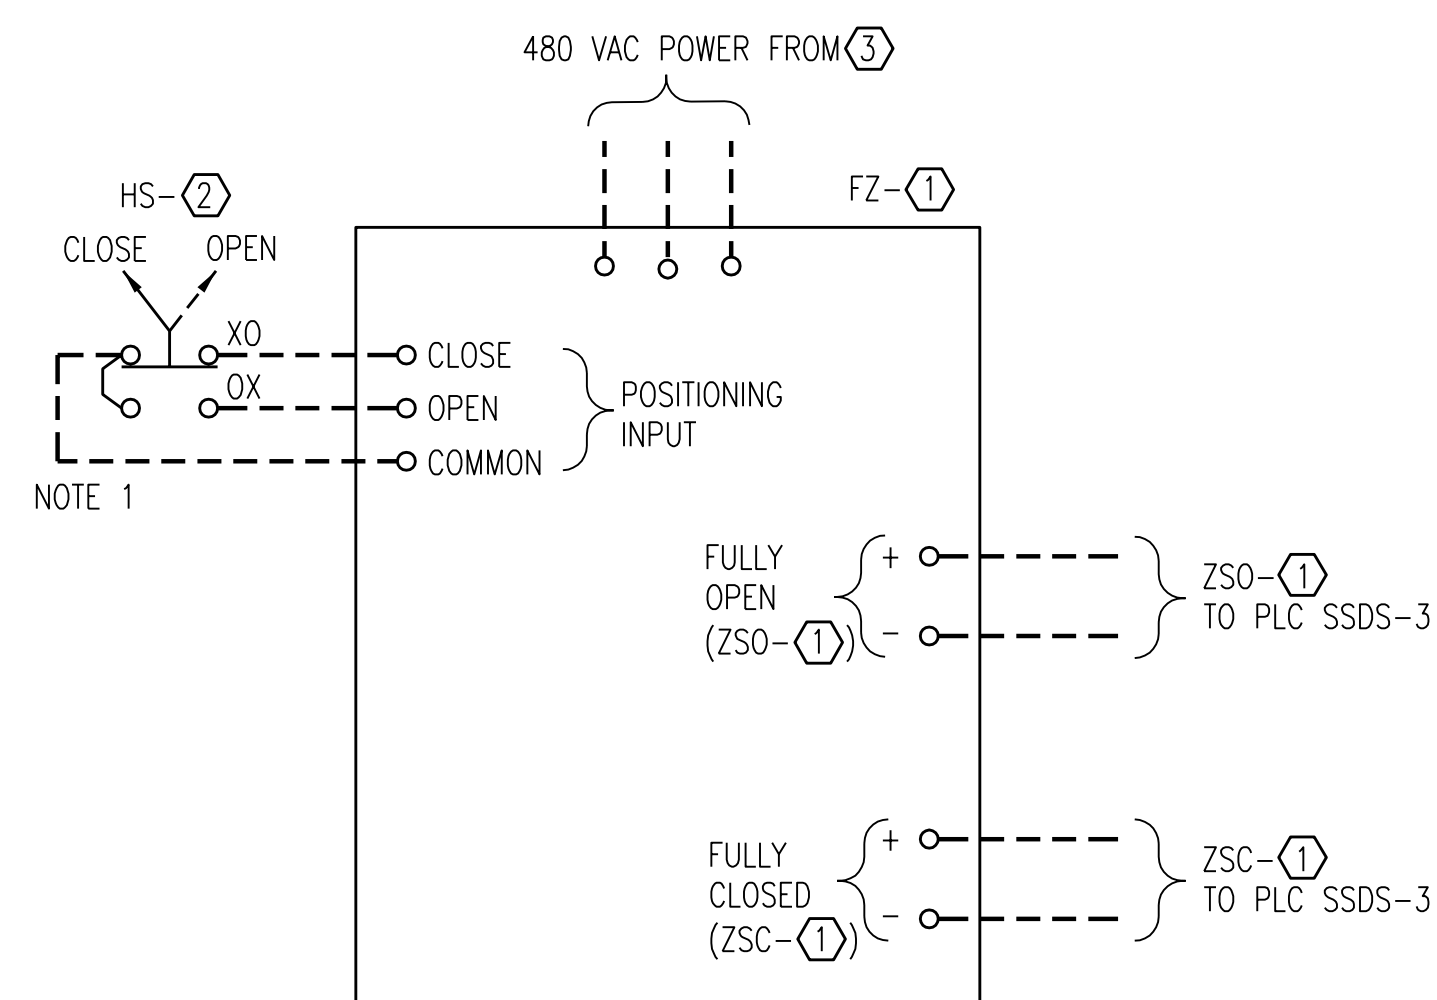 480 VAC POWER FROM 3
HS-2
FZ-1
CLOSE OPEN
XO
OX
CLOSE
OPEN
COMMON
POSITIONING
INPUT
NOTE 1
FULLY
OPEN
(ZSO-1)
+
-
ZSO-1
TO PLC SSDS-3
FULLY
CLOSED
(ZSC-1)
+
-
ZSC-1
TO PLC SSDS-3